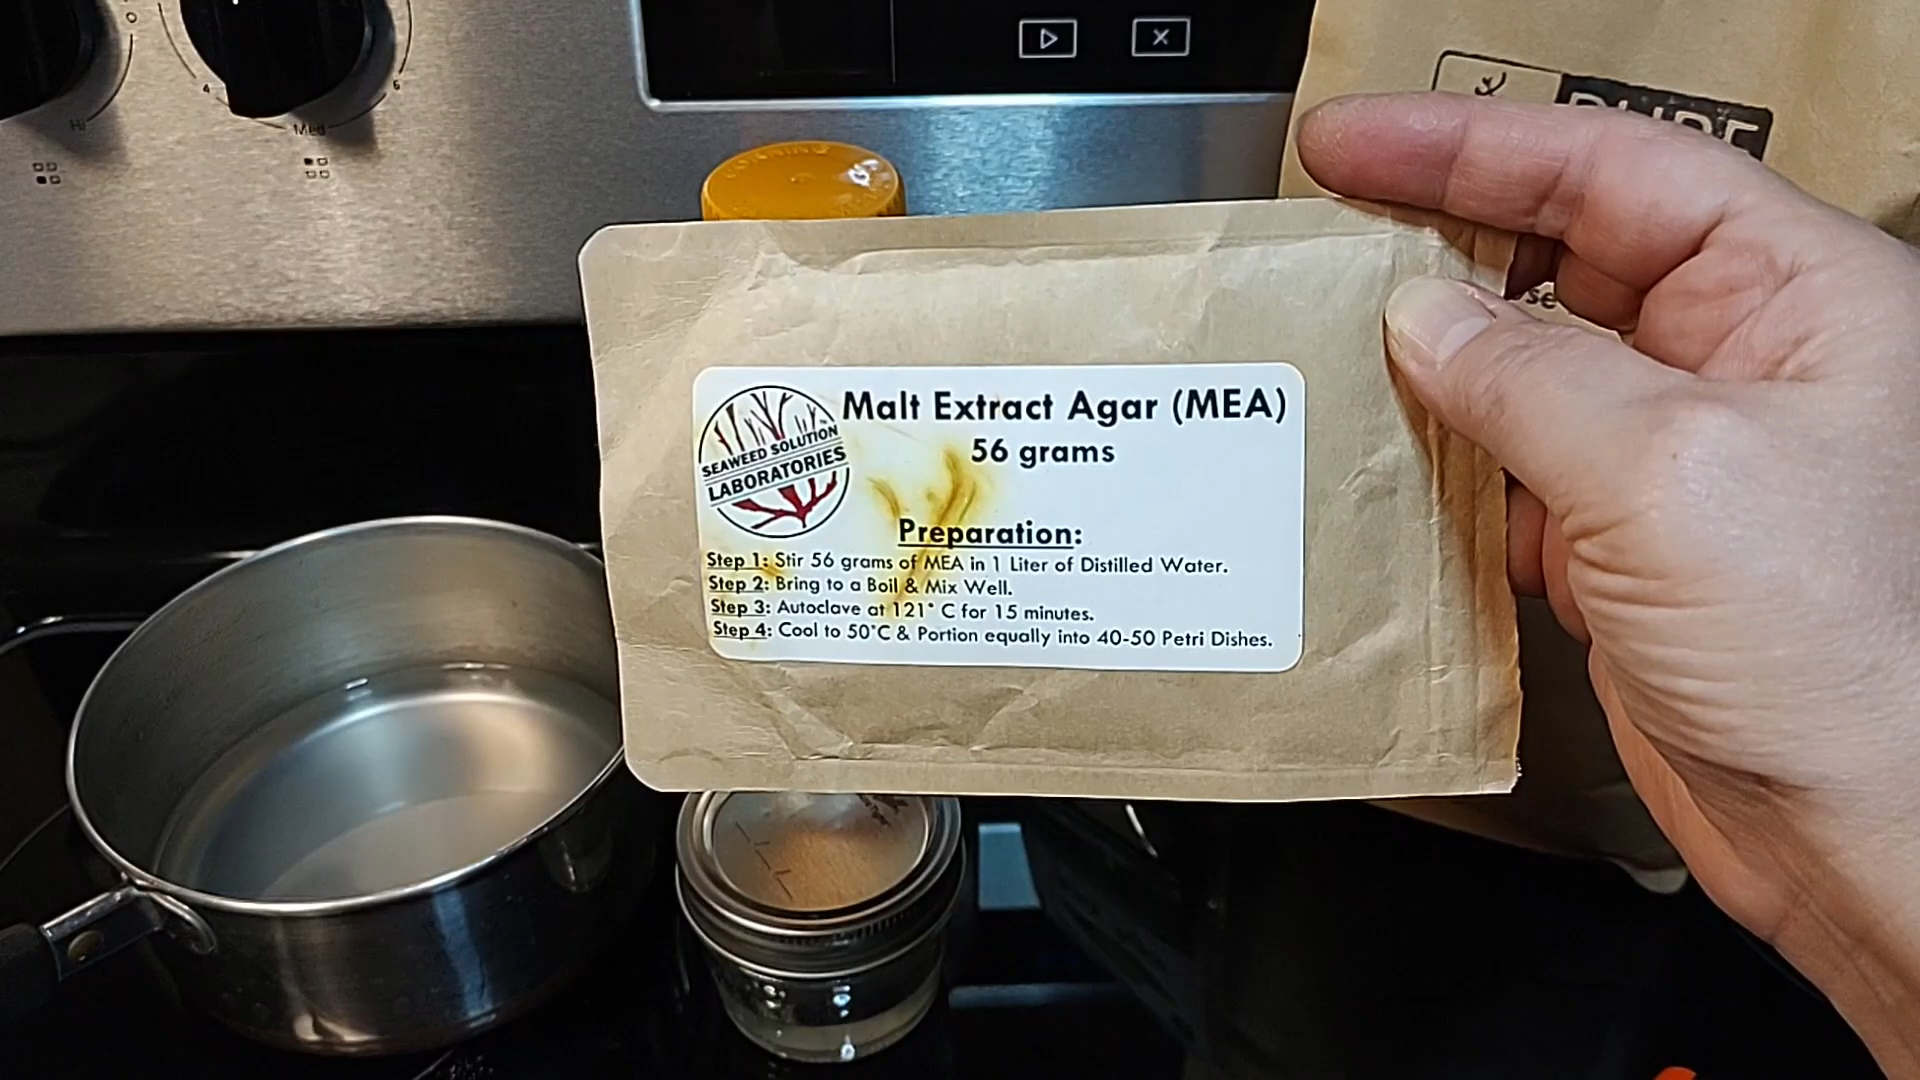 4
6
Hi
Med
Malt Extract Agar (MEA)
56 grams
SEAWEED SOLUTION
LABORATORIES
Preparation:
Step 1: Stir 56 grams of MEA in 1 Liter of Distilled Water.
Step 2: Bring to a Boil & Mix Well.
Step 3: Autoclave at 121° C for 15 minutes.
Step 4: Cool to 50°C & Portion equally into 40-50 Petri Dishes.